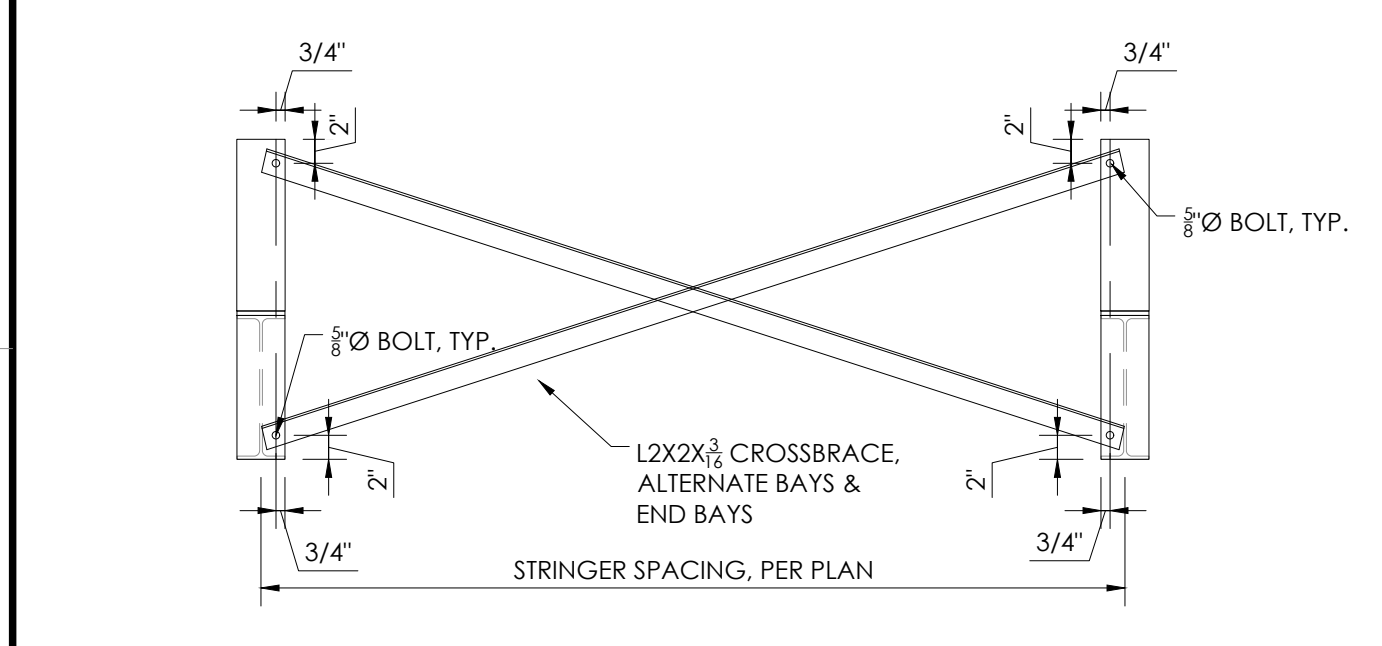 3/4"
3/4"
2"
2"
5/8"Ø BOLT, TYP.
5/8"Ø BOLT, TYP.
L2X2X3/16 CROSSBRACE,
ALTERNATE BAYS &
END BAYS
2"
2"
3/4"
3/4"
STRINGER SPACING, PER PLAN